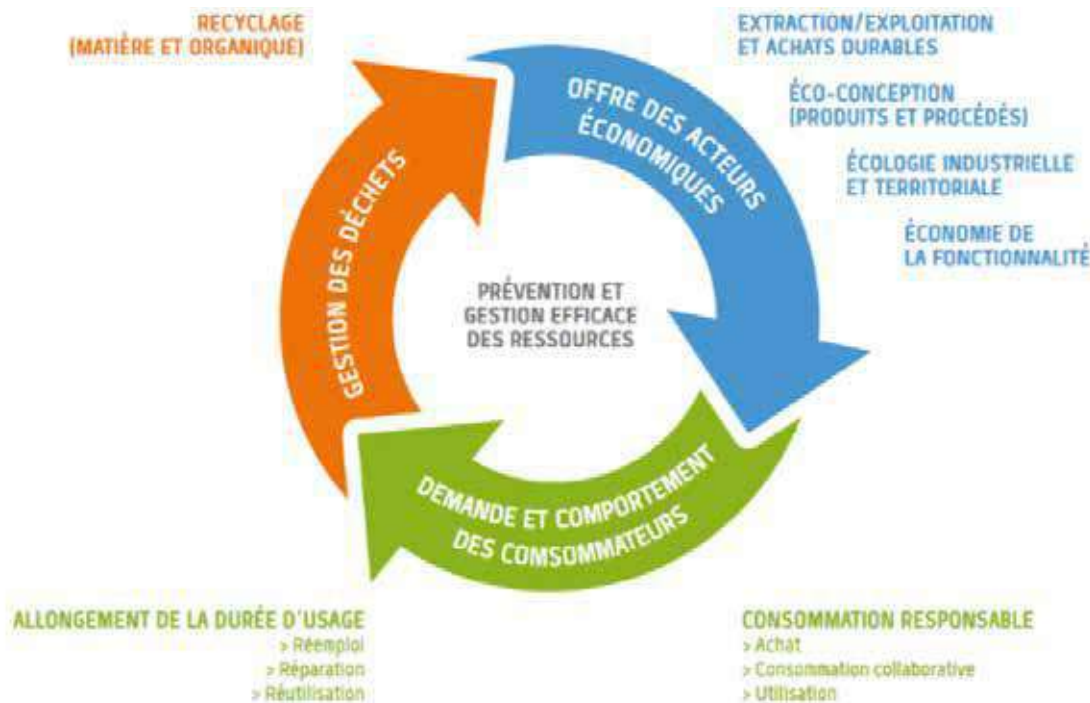 RECYCLAGE
(MATIÈRE ET ORGANIQUE)
EXTRACTION/EXPLOITATION
ET ACHATS DURABLES
ÉCO-CONCEPTION
(PRODUITS ET PROCÉDÉS)
ÉCOLOGIE INDUSTRIELLE
ET TERRITORIALE
ÉCONOMIE DE
LA FONCTIONNALITÉ
OFFRE DES ACTEURS
ÉCONOMIQUES
GESTION DES DÉCHETS
PRÉVENTION ET
GESTION EFFICACE
DES RESSOURCES
DEMANDE ET COMPORTEMENT
DES COMSOMMATEURS
ALLONGEMENT DE LA DURÉE D'USAGE
> Réemploi
> Réparation
> Réutilisation
CONSOMMATION RESPONSABLE
> Achat
> Consommation collaborative
> Utilisation